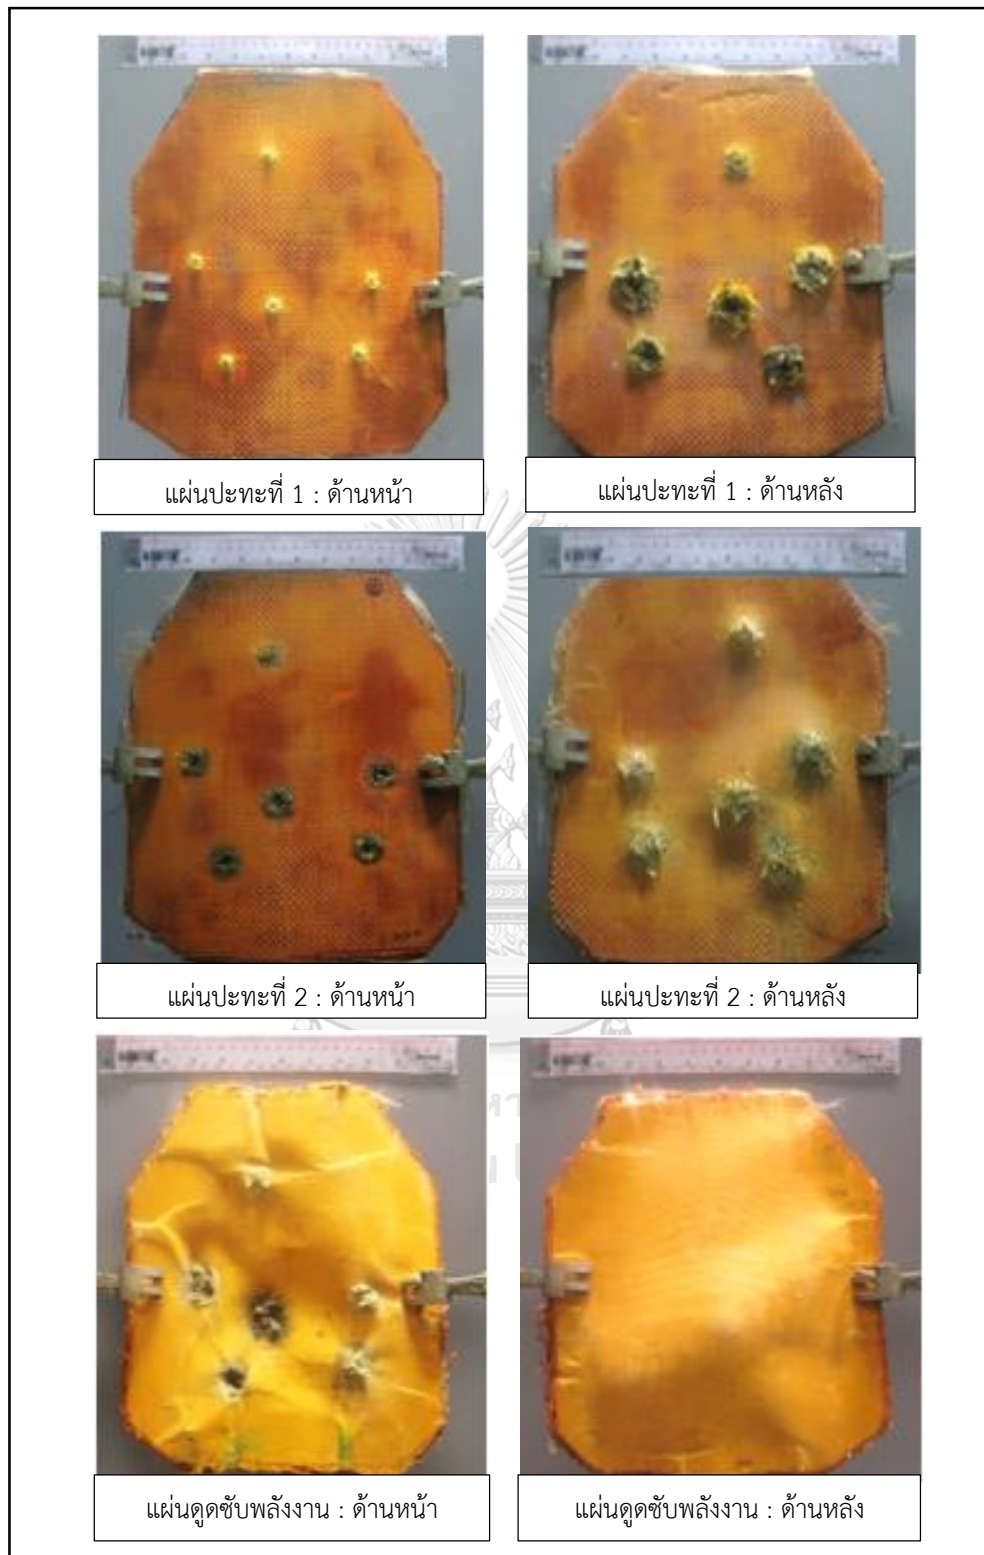 แผ่นปะทะที่ 1 : ด้านหน้า
แผ่นปะทะที่ 1 : ด้านหลัง
แผ่นปะทะที่ 2 : ด้านหน้า
แผ่นปะทะที่ 2 : ด้านหลัง
แผ่นดูดซับพลังงาน : ด้านหน้า
แผ่นดูดซับพลังงาน : ด้านหลัง